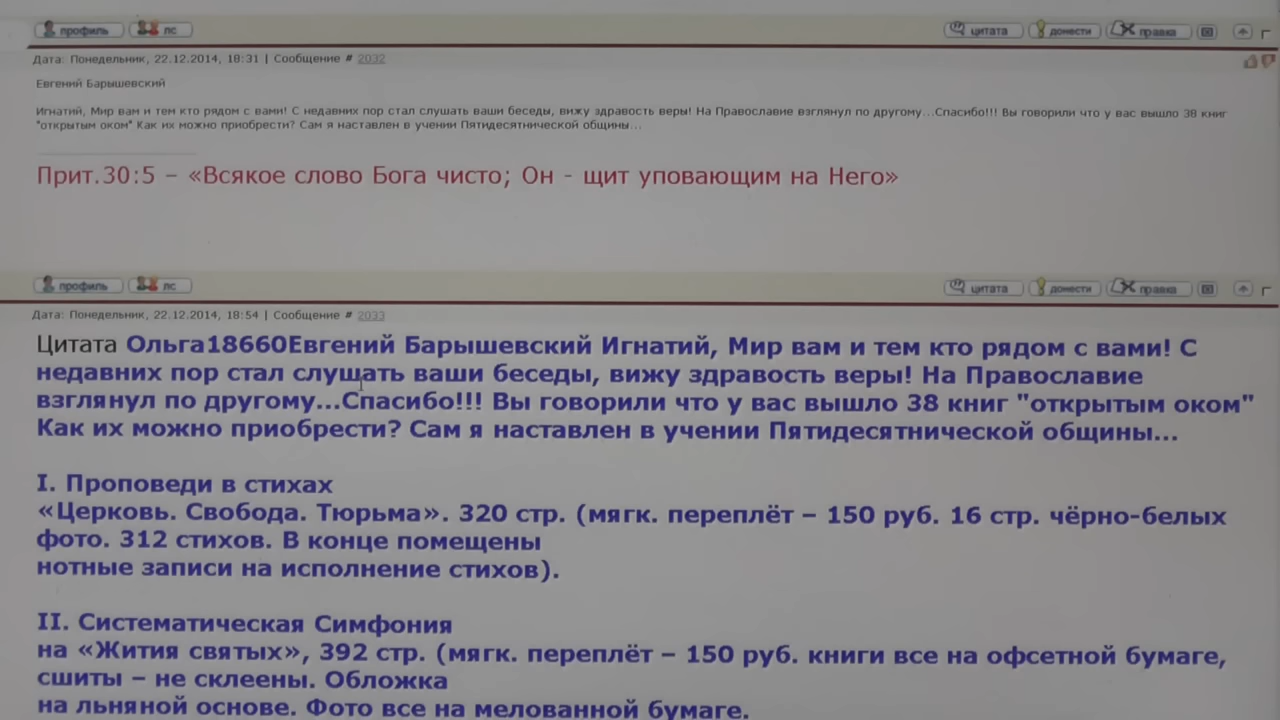 профиль лс цитата донести правка
Дата: Понедельник, 22.12.2014, 18:31 | Сообщение # 2032
Евгений Барышевский
Игнатий, Мир вам и тем кто рядом с вами! С недавних пор стал слушать ваши беседы, вижу здравость веры! На Православие взглянул по другому...Спасибо!!! Вы говорили что у вас вышло 38 книг
"открытым оком" Как их можно приобрести? Сам я наставлен в учении Пятидесятнической общины...
Прит.30:5 – «Всякое слово Бога чисто; Он - щит уповающим на Него»
профиль лс цитата донести правка
Дата: Понедельник, 22.12.2014, 18:54 | Сообщение # 2033
Цитата Ольга18660Евгений Барышевский Игнатий, Мир вам и тем кто рядом с вами! С
недавних пор стал слушать ваши беседы, вижу здравость веры! На Православие
взглянул по другому...Спасибо!!! Вы говорили что у вас вышло 38 книг "открытым оком"
Как их можно приобрести? Сам я наставлен в учении Пятидесятнической общины...
I. Проповеди в стихах
«Церковь. Свобода. Тюрьма». 320 стр. (мягк. переплёт – 150 руб. 16 стр. чёрно-белых
фото. 312 стихов. В конце помещены
нотные записи на исполнение стихов).
II. Систематическая Симфония
на «Жития святых», 392 стр. (мягк. переплёт – 150 руб. книги все на офсетной бумаге,
сшиты – не склеены. Обложка
на льняной основе. Фото все на мелованной бумаге.